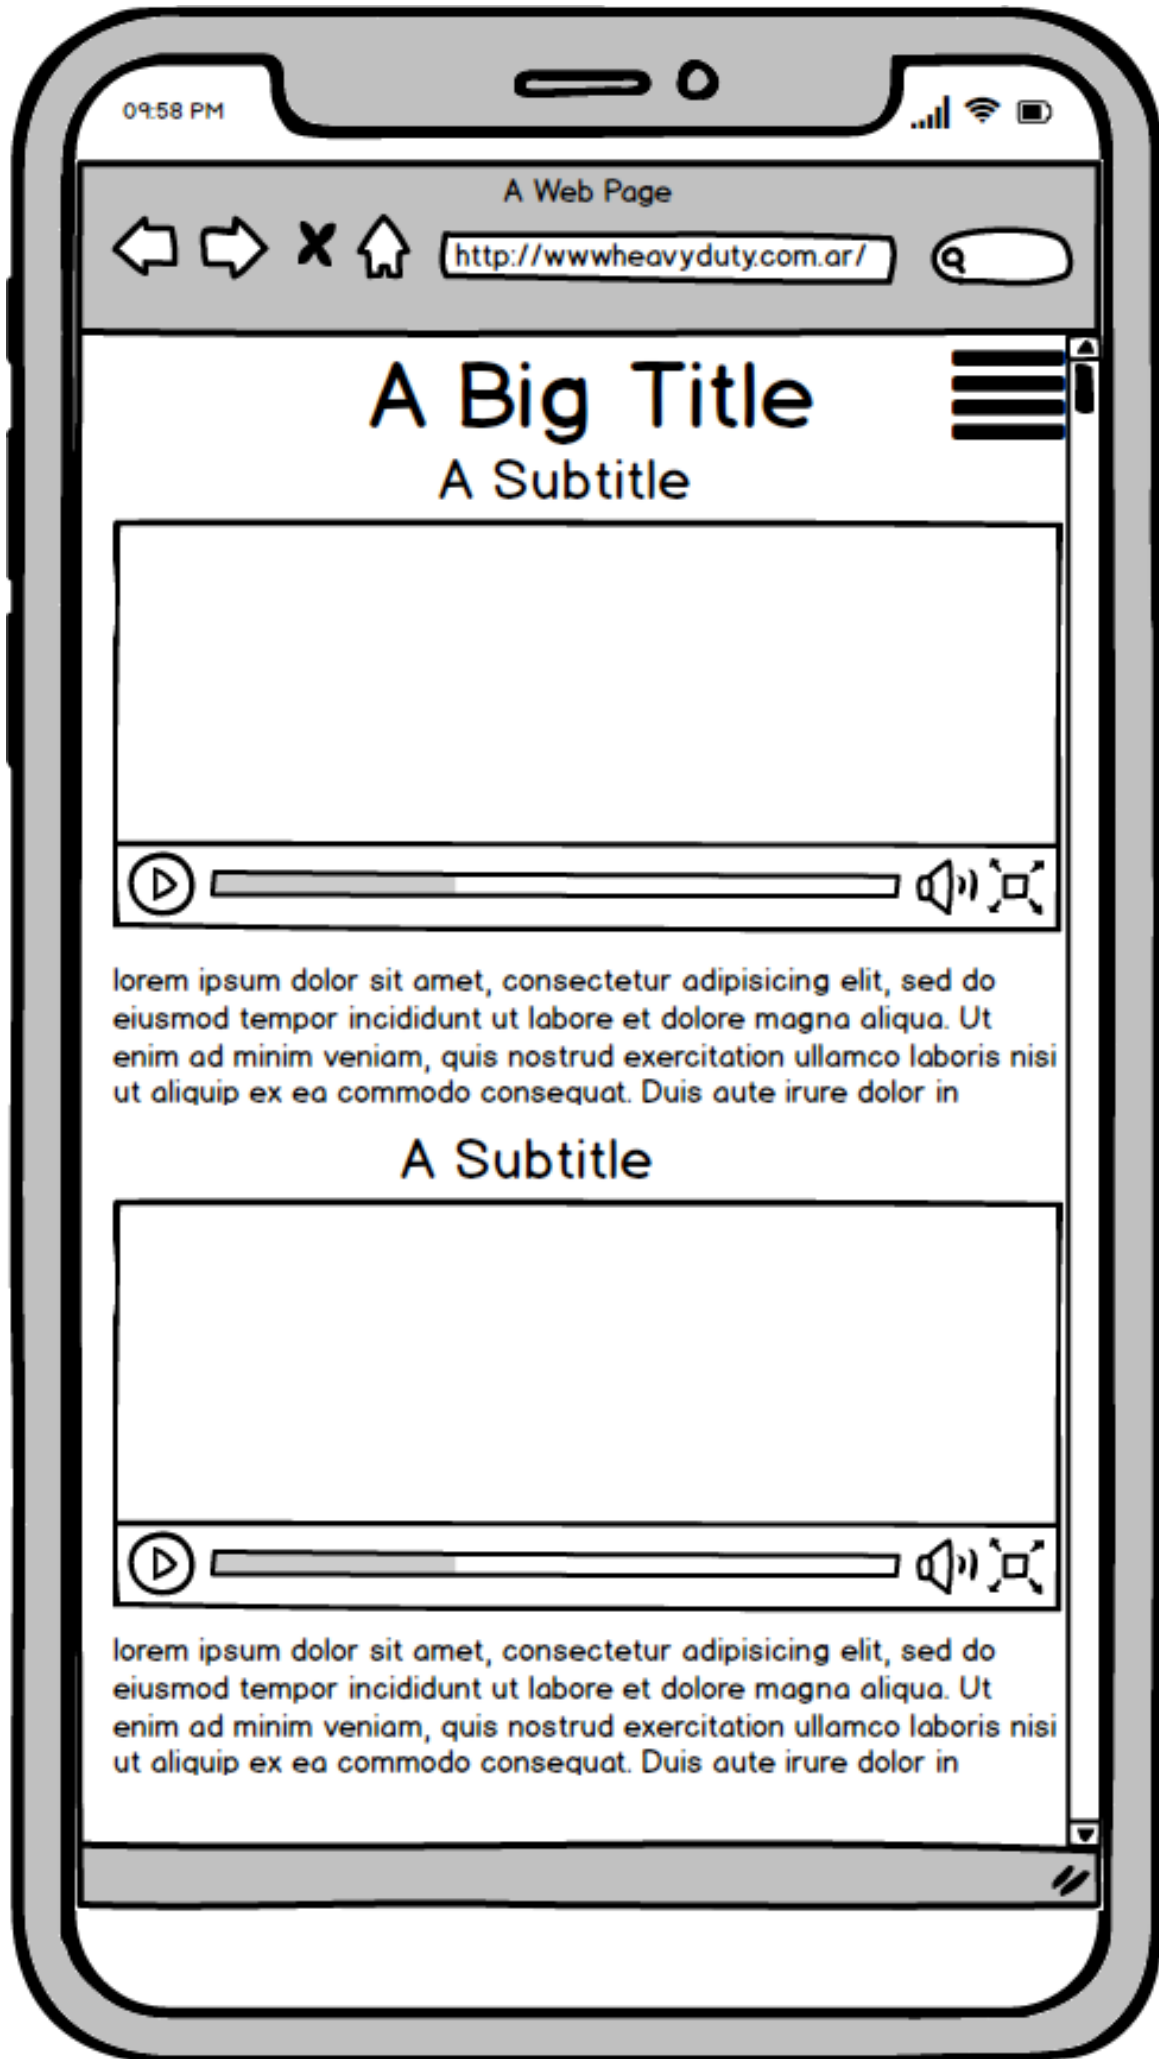 09:58 PM
A Web Page
http://wwwheavyduty.com.ar/
A Big Title
A Subtitle
lorem ipsum dolor sit amet, consectetur adipisicing elit, sed do
eiusmod tempor incididunt ut labore et dolore magna aliqua. Ut
enim ad minim veniam, quis nostrud exercitation ullamco laboris nisi
ut aliquip ex ea commodo consequat. Duis aute irure dolor in
A Subtitle
lorem ipsum dolor sit amet, consectetur adipisicing elit, sed do
eiusmod tempor incididunt ut labore et dolore magna aliqua. Ut
enim ad minim veniam, quis nostrud exercitation ullamco laboris nisi
ut aliquip ex ea commodo consequat. Duis aute irure dolor in